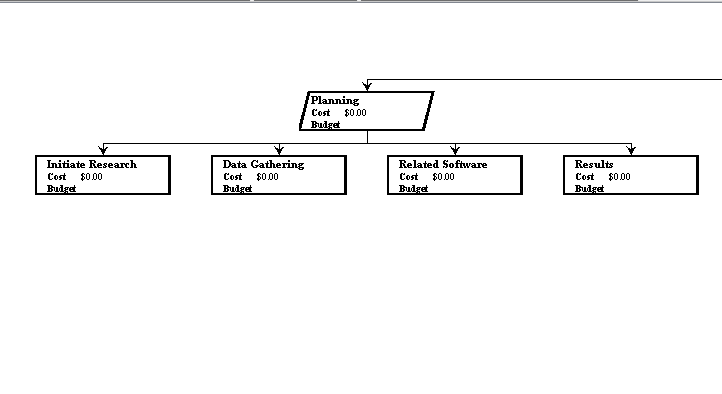 Planning
Cost $0.00
Budget
Initiate Research
Cost $0.00
Budget
Data Gathering
Cost $0.00
Budget
Related Software
Cost $0.00
Budget
Results
Cost $0.00
Budget